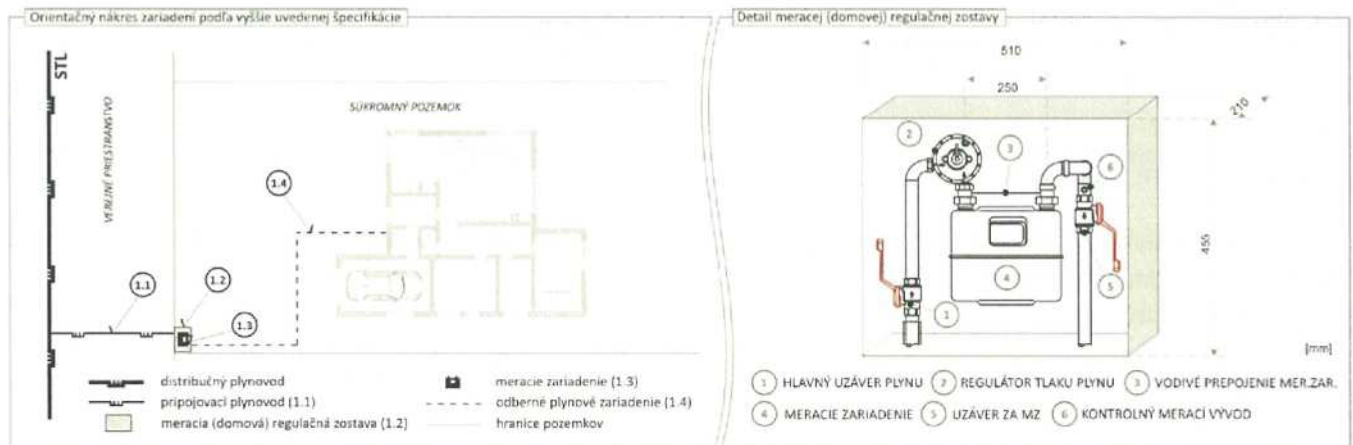 Orientačný nákres zariadení podľa vyššie uvedenej špecifikácie
STL
VEREJNÉ PRIESTRANSTVO
SÚKROMNÝ POZEMOK
1.4
1.1
1.2
1.3
distribučný plynovod
pripojovací plynovod (1.1)
meracia (domová) regulačná zostava (1.2)
meracie zariadenie (1.3)
odberné plynové zariadenie (1.4)
hranice pozemkov
Detail meracej (domovej) regulačnej zostavy
510
250
210
455
2
3
6
4
5
1
[mm]
1 HLAVNÝ UZÁVER PLYNU 2 REGULÁTOR TLAKU PLYNU 3 VODIVÉ PREPOJENIE MER.ZAR.
4 MERACIE ZARIADENIE 5 UZÁVER ZA MZ 6 KONTROLNÝ MERACÍ VÝVOD